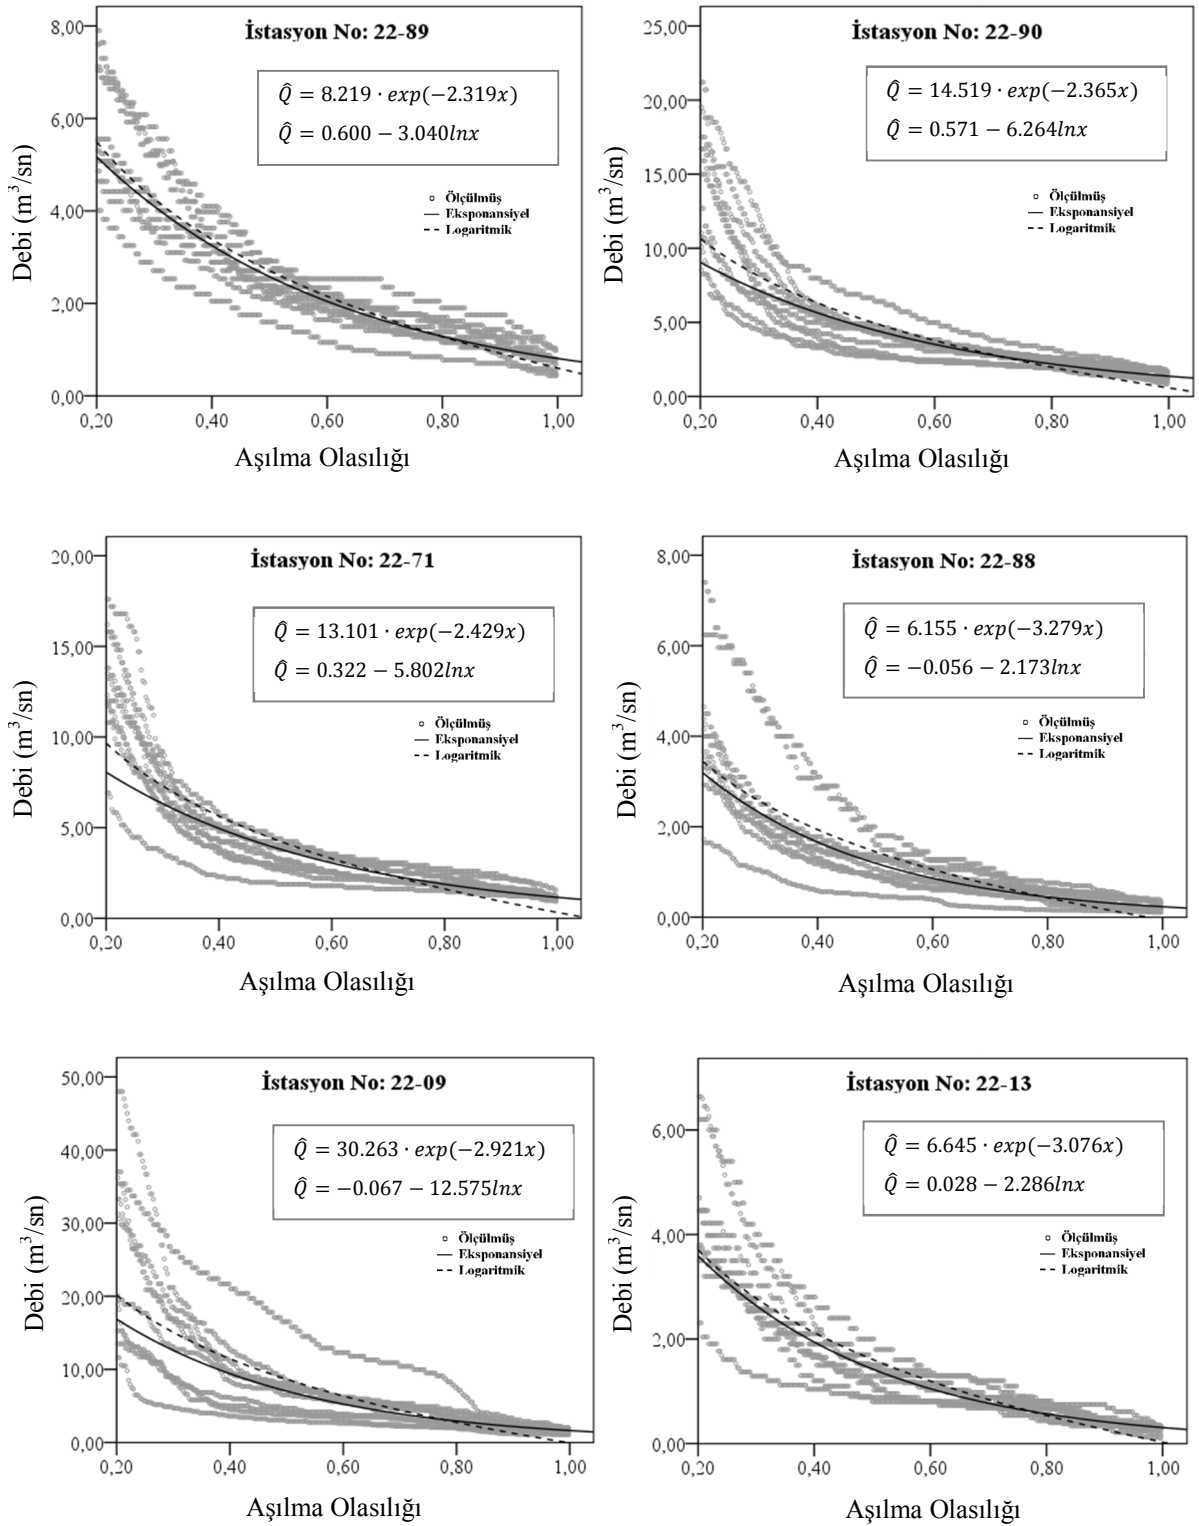 İstasyon No: 22-89
Q̂ = 8.219 · exp(−2.319x)
Q̂ = 0.600 − 3.040lnx
Ölçülmüş
Eksponansiyel
Logaritmik
8,00
6,00
4,00
2,00
0,00
0,20 0,40 0,60 0,80 1,00
Debi (m³/sn)
Aşılma Olasılığı
İstasyon No: 22-90
Q̂ = 14.519 · exp(−2.365x)
Q̂ = 0.571 − 6.264lnx
Ölçülmüş
Eksponansiyel
Logaritmik
25,00
20,00
15,00
10,00
5,00
0,00
0,20 0,40 0,60 0,80 1,00
Debi (m³/sn)
Aşılma Olasılığı
İstasyon No: 22-71
Q̂ = 13.101 · exp(−2.429x)
Q̂ = 0.322 − 5.802lnx
Ölçülmüş
Eksponansiyel
Logaritmik
20,00
15,00
10,00
5,00
0,00
0,20 0,40 0,60 0,80 1,00
Debi (m³/sn)
Aşılma Olasılığı
İstasyon No: 22-88
Q̂ = 6.155 · exp(−3.279x)
Q̂ = −0.056 − 2.173lnx
Ölçülmüş
Eksponansiyel
Logaritmik
8,00
6,00
4,00
2,00
0,00
0,20 0,40 0,60 0,80 1,00
Debi (m³/sn)
Aşılma Olasılığı
İstasyon No: 22-09
Q̂ = 30.263 · exp(−2.921x)
Q̂ = −0.067 − 12.575lnx
Ölçülmüş
Eksponansiyel
Logaritmik
50,00
40,00
30,00
20,00
10,00
0,00
0,20 0,40 0,60 0,80 1,00
Debi (m³/sn)
Aşılma Olasılığı
İstasyon No: 22-13
Q̂ = 6.645 · exp(−3.076x)
Q̂ = 0.028 − 2.286lnx
Ölçülmüş
Eksponansiyel
Logaritmik
6,00
4,00
2,00
0,00
0,20 0,40 0,60 0,80 1,00
Debi (m³/sn)
Aşılma Olasılığı